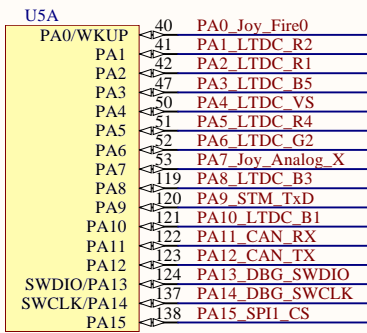 U5A
PA0/WKUP 40 PA0_Joy_Fire0
PA1 41 PA1_LTDC_R2
PA2 42 PA2_LTDC_R1
PA3 47 PA3_LTDC_B5
PA4 50 PA4_LTDC_VS
PA5 51 PA5_LTDC_R4
PA6 52 PA6_LTDC_G2
PA7 53 PA7_Joy_Analog_X
PA8 119 PA8_LTDC_B3
PA9 120 PA9_STM_TxD
PA10 121 PA10_LTDC_B1
PA11 122 PA11_CAN_RX
PA12 123 PA12_CAN_TX
SWDIO/PA13 124 PA13_DBG_SWDIO
SWCLK/PA14 137 PA14_DBG_SWCLK
PA15 138 PA15_SPI1_CS